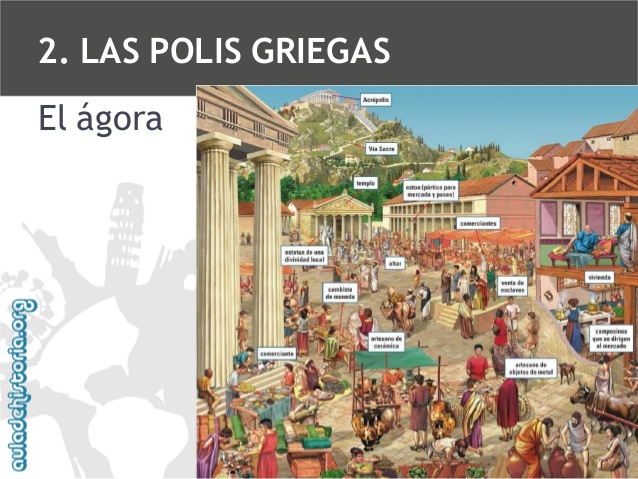 2. LAS POLIS GRIEGAS
El ágora
Acrópolis
Vía Sacra
templo
estoa (pórtico para
mercado y paseo)
comerciantes
estatua de una
divinidad local
altar
vivienda
venta de
esclavos
cambista
de moneda
campesinos
que se dirigen
al mercado
artesano de
cerámica
comerciante
artesano de
objetos de metal
auladehistoria.org